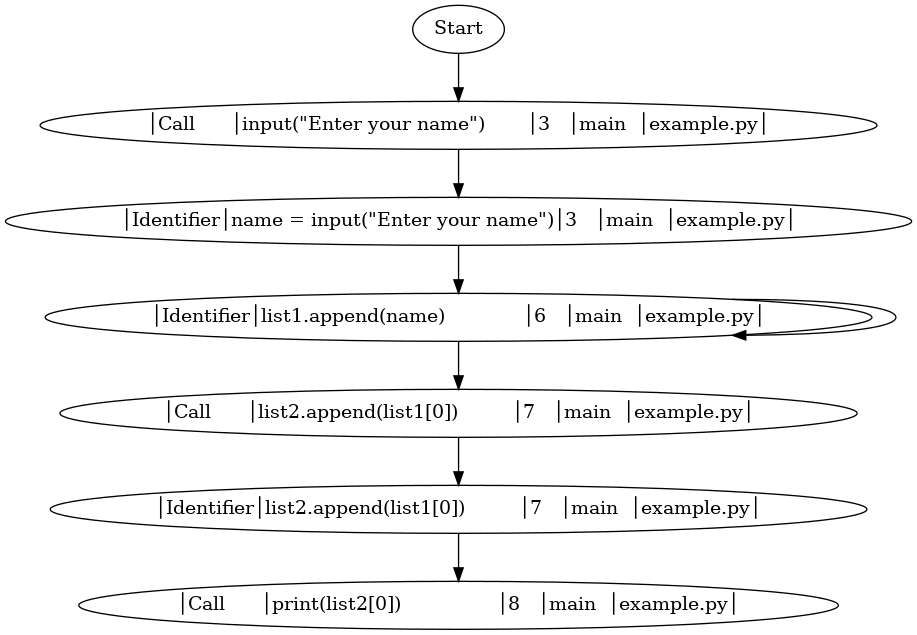 Start
|Call |input("Enter your name") |3 |main |example.py|
|Identifier|name = input("Enter your name")|3 |main |example.py|
|Identifier|list1.append(name) |6 |main |example.py|
|Call |list2.append(list1[0]) |7 |main |example.py|
|Identifier|list2.append(list1[0]) |7 |main |example.py|
|Call |print(list2[0]) |8 |main |example.py|